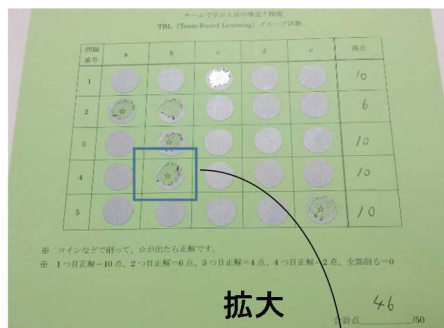 チームで学ぶ人体の構造と機能
TBL (Team Based Learning) グループ試験
問題番号 a b c d e 得点
1 10
2 6
3 10
4 10
5 10
※ コインなどで削って、☆が出たら正解です。
※ 1つ目正解=10点、2つ目正解=6点、3つ目正解=4点、4つ目正解=2点、全部削る=0
拡大
合計点 46 /50